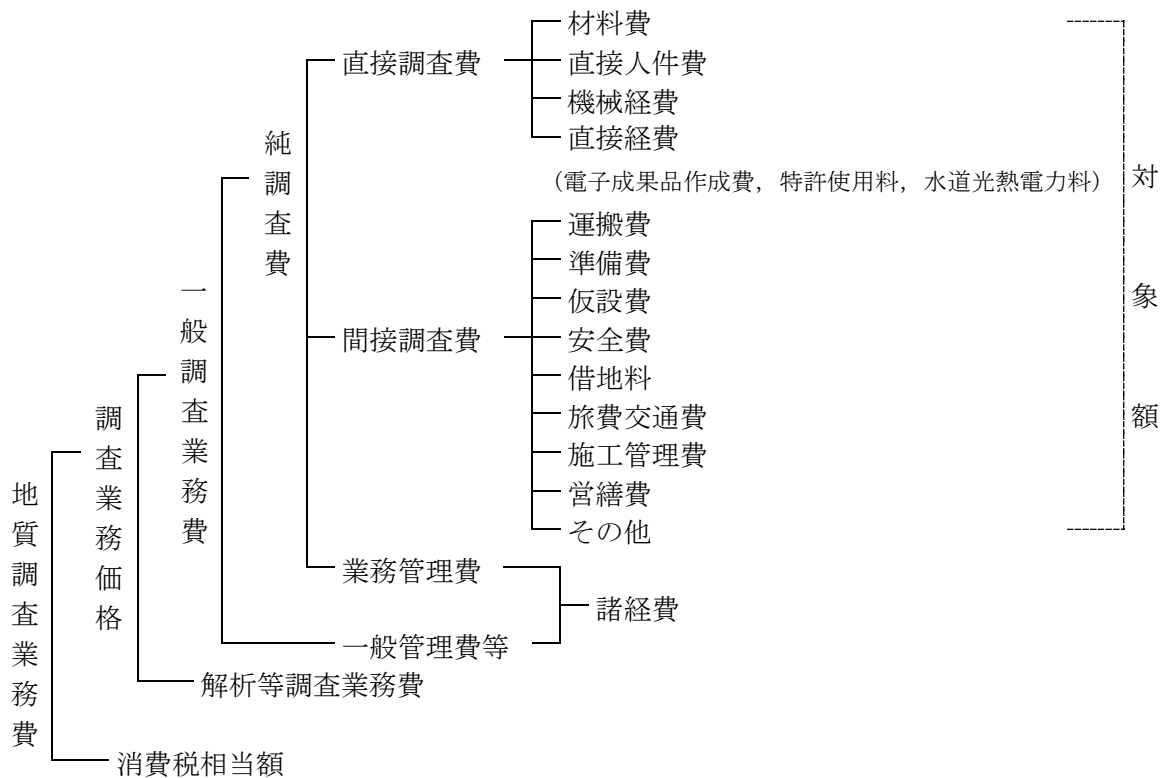 地質調査業務費
調査業務価格
一般調査業務費
純調査費
直接調査費
材料費
直接人件費
機械経費
直接経費
（電子成果品作成費，特許使用料，水道光熱電力料）
間接調査費
運搬費
準備費
仮設費
安全費
借地料
旅費交通費
施工管理費
営繕費
その他
業務管理費
一般管理費等
諸経費
解析等調査業務費
消費税相当額
対象額